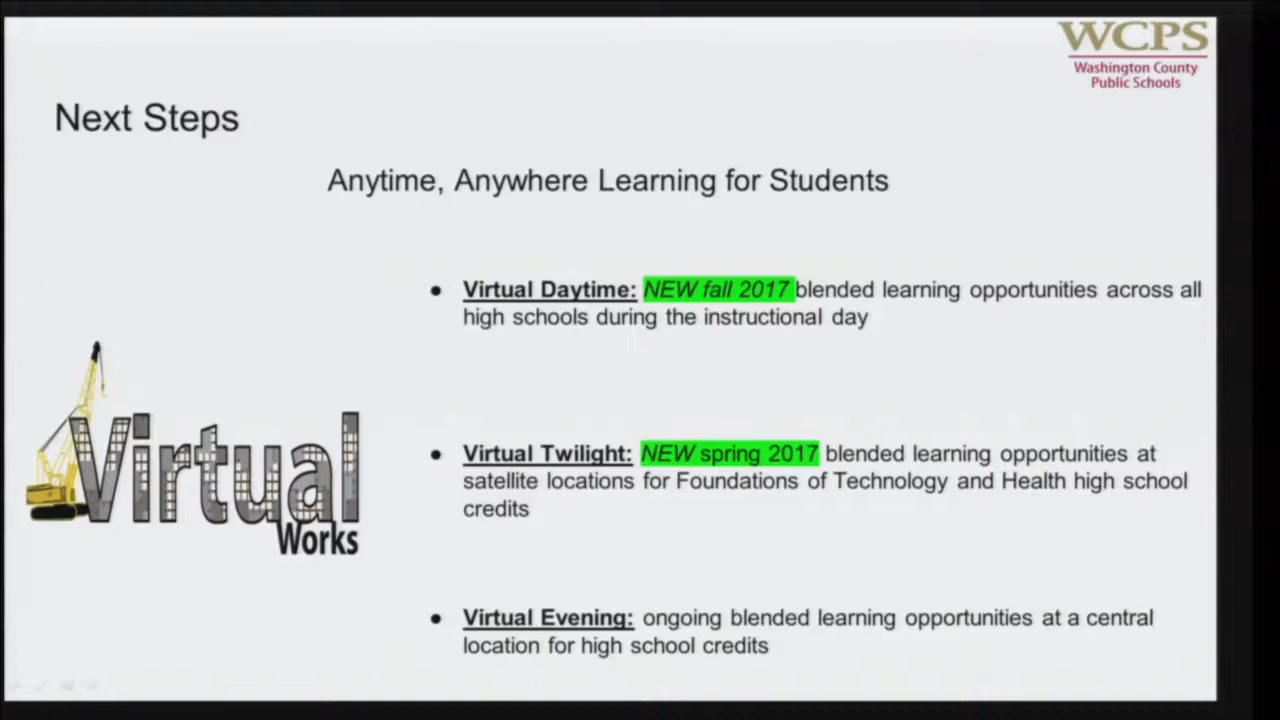 WCPS
Washington County
Public Schools
Next Steps
Anytime, Anywhere Learning for Students
● Virtual Daytime: NEW fall 2017 blended learning opportunities across all
high schools during the instructional day
● Virtual Twilight: NEW spring 2017 blended learning opportunities at
satellite locations for Foundations of Technology and Health high school
credits
● Virtual Evening: ongoing blended learning opportunities at a central
location for high school credits
Virtual
Works